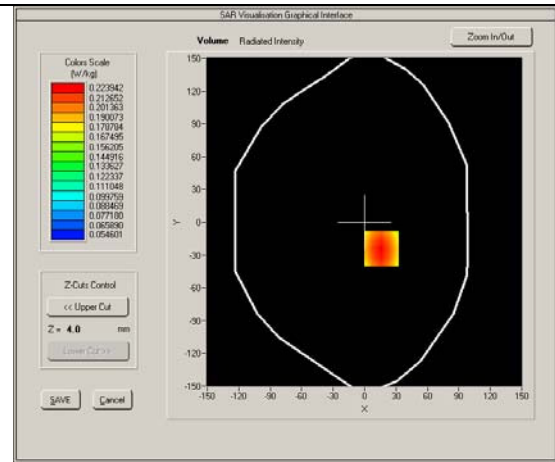 SAR Visualisation Graphical Interface
Volume Radiated Intensity
Zoom In/Out
Colors Scale
(W/kg)
0.223942
0.212652
0.201363
0.190073
0.178784
0.167495
0.156205
0.144916
0.133627
0.122337
0.111048
0.099759
0.088469
0.077180
0.065890
0.054601
Z-Cuts Control
<< Upper Cut
Z = 4.0 mm
Lower Cut >>
SAVE Cancel
150-
120-
90-
60-
30-
0-
-30-
-60-
-90-
-120-
-150-
Y
-150 -120 -90 -60 -30 0 30 60 90 120 150
X